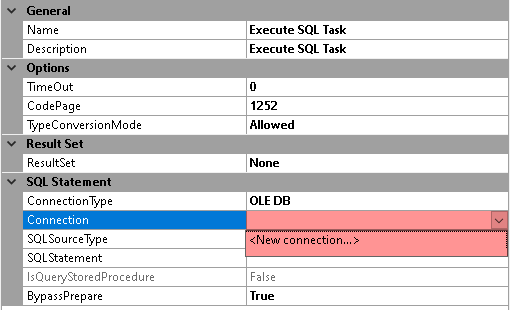 General
Name Execute SQL Task
Description Execute SQL Task
Options
TimeOut 0
CodePage 1252
TypeConversionMode Allowed
Result Set
ResultSet None
SQL Statement
ConnectionType OLE DB
Connection
SQLSourceType <New connection...>
SQLStatement
IsQueryStoredProcedure False
BypassPrepare True